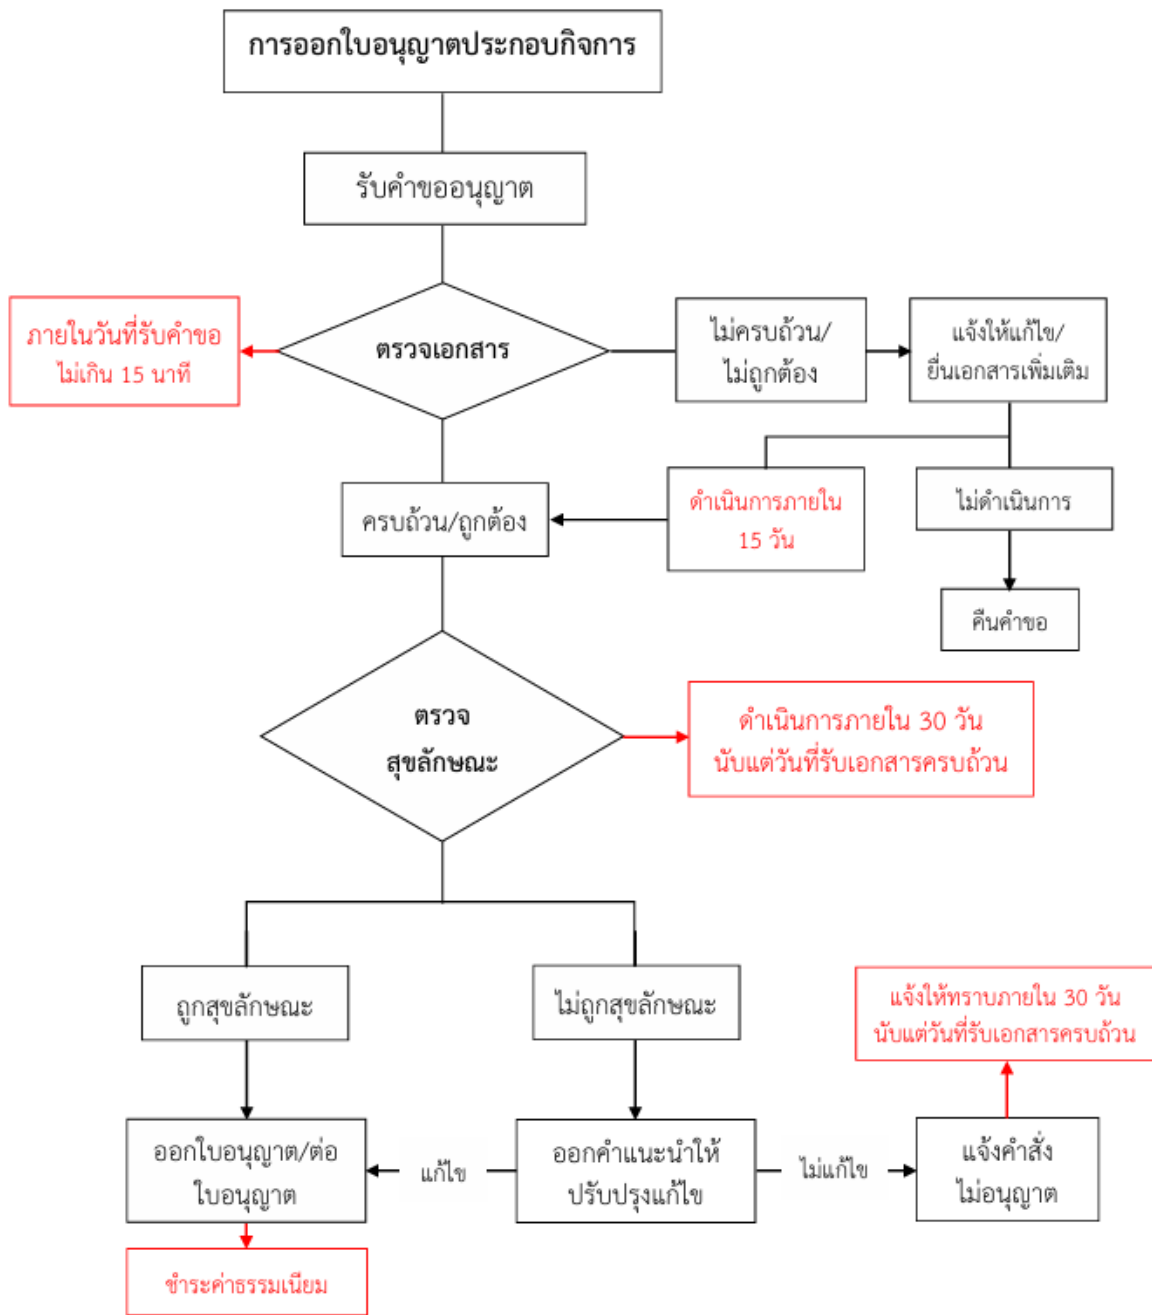 การออกใบอนุญาตประกอบกิจการ
รับคำขออนุญาต
ภายในวันที่รับคำขอ
ไม่เกิน 15 นาที
ตรวจเอกสาร
ไม่ครบถ้วน/
ไม่ถูกต้อง
แจ้งให้แก้ไข/
ยื่นเอกสารเพิ่มเติม
ครบถ้วน/ถูกต้อง
ดำเนินการภายใน
15 วัน
ไม่ดำเนินการ
คืนคำขอ
ตรวจ
สุขลักษณะ
ดำเนินการภายใน 30 วัน
นับแต่วันที่รับเอกสารครบถ้วน
ถูกสุขลักษณะ
ไม่ถูกสุขลักษณะ
แจ้งให้ทราบภายใน 30 วัน
นับแต่วันที่รับเอกสารครบถ้วน
ออกใบอนุญาต/ต่อ
ใบอนุญาต
แก้ไข
ออกคำแนะนำให้
ปรับปรุงแก้ไข
ไม่แก้ไข
แจ้งคำสั่ง
ไม่อนุญาต
ชำระค่าธรรมเนียม